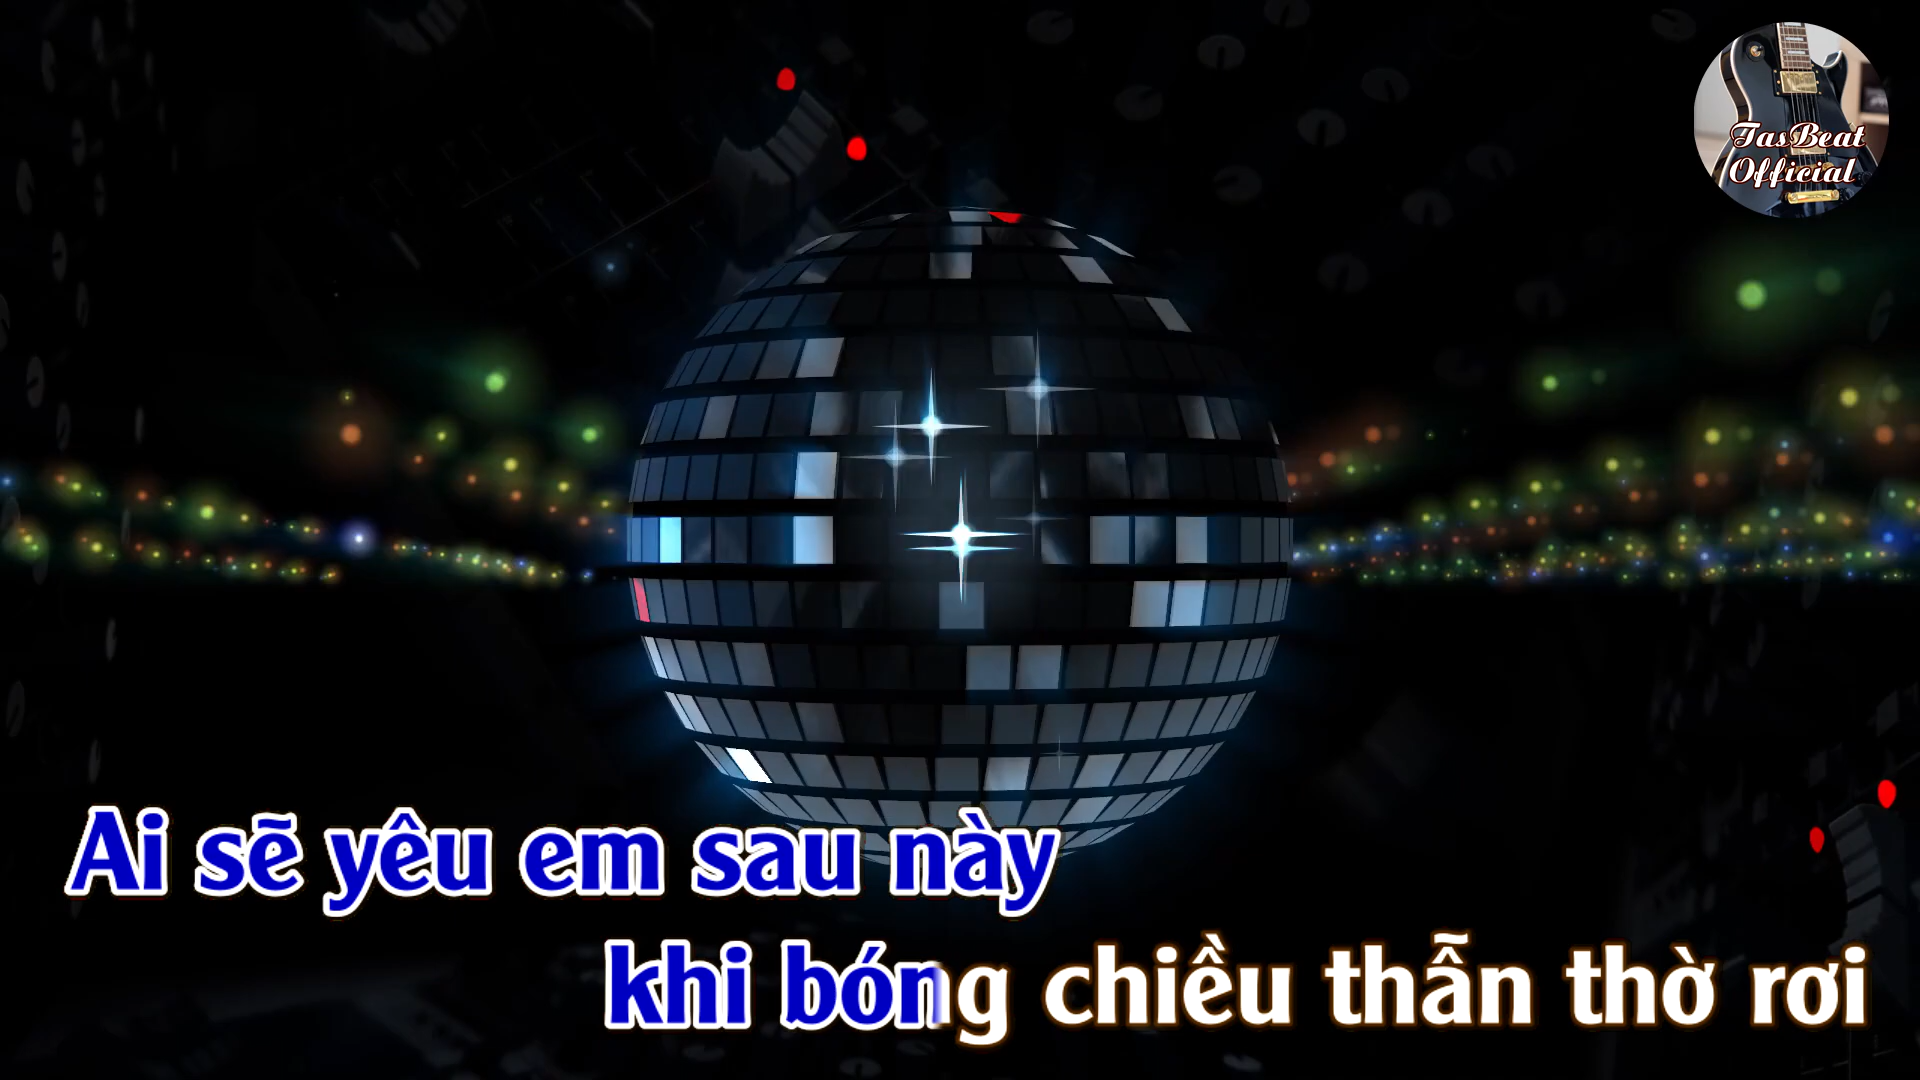 TasBeat
Official
Ai sẽ yêu em sau này
khi bóng chiều thẫn thờ rơi